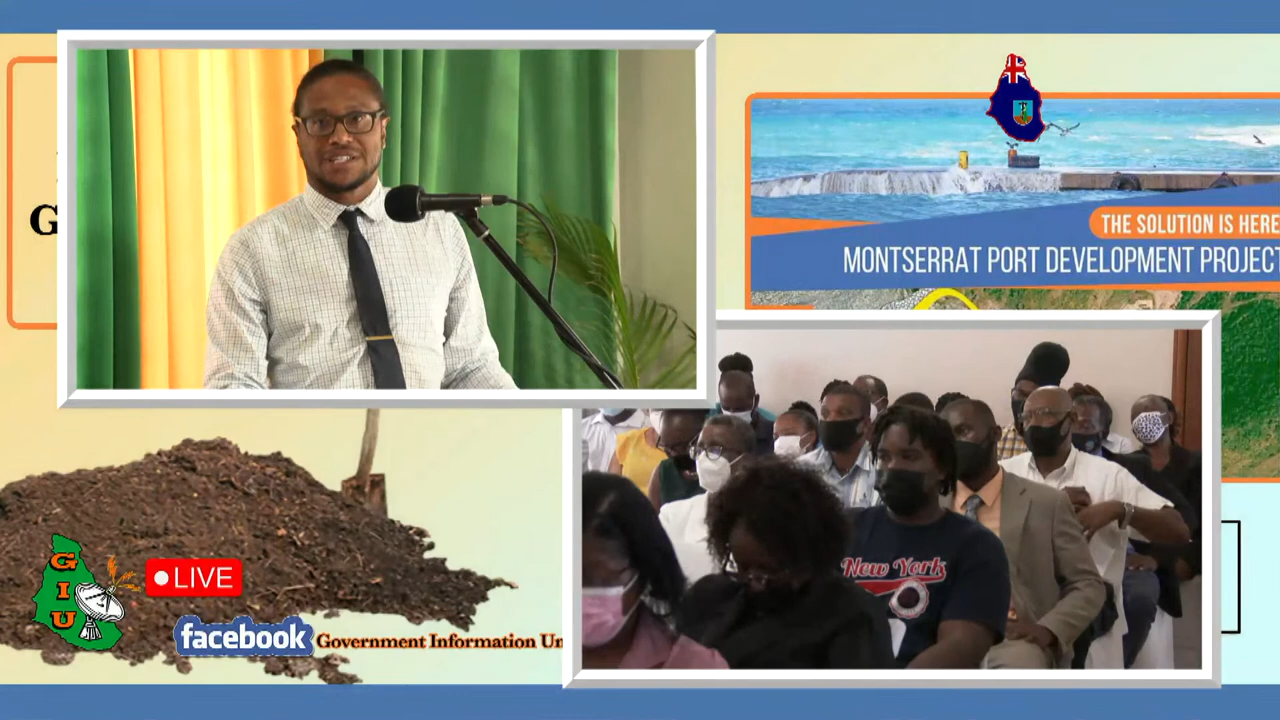 G
THE SOLUTION IS HERE
MONTSERRAT PORT DEVELOPMENT PROJECT
New York
G
I
U
LIVE
facebook
Government Information Un